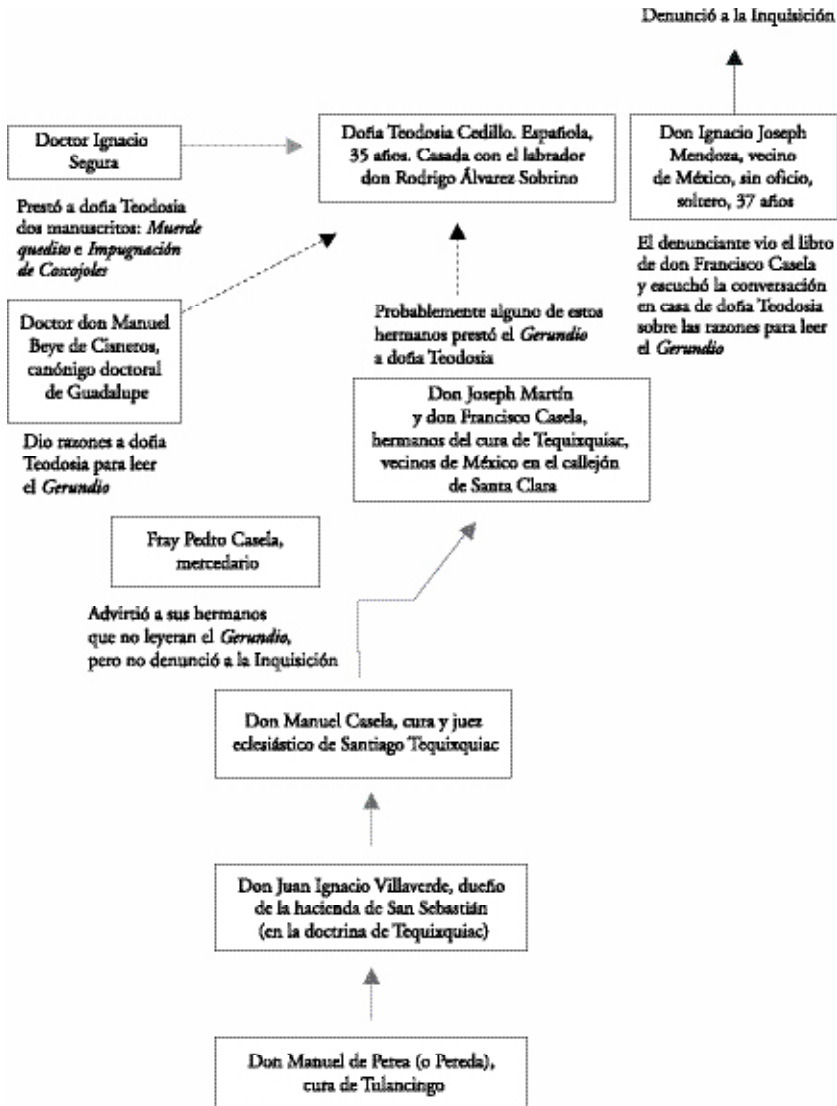 Denunció a la Inquisición
Doctor Ignacio
Segura
Doña Teodosia Cedillo. Española,
35 años. Casada con el labrador
don Rodrigo Álvarez Sobrino
Don Ignacio Joseph
Mendoza, vecino
de México, sin oficio,
soltero, 37 años
Prestó a doña Teodosia
dos manuscritos: Muerde
quedito e Impugnación
de Coscojoles
El denunciante vio el libro
de don Francisco Casela
y escuchó la conversación
en casa de doña Teodosia
sobre las razones para leer
el Gerundio
Doctor don Manuel
Beye de Cisneros,
canónigo doctoral
de Guadalupe
Probablemente alguno de estos
hermanos prestó el Gerundio
a doña Teodosia
Dio razones a doña
Teodosia para leer
el Gerundio
Don Joseph Martín
y don Francisco Casela,
hermanos del cura de Tequixquiac,
vecinos de México en el callejón
de Santa Clara
Fray Pedro Casela,
mercedario
Advirtió a sus hermanos
que no leyeran el Gerundio,
pero no denunció a la Inquisición
Don Manuel Casela, cura y juez
eclesiástico de Santiago Tequixquiac
Don Juan Ignacio Villaverde, dueño
de la hacienda de San Sebastián
(en la doctrina de Tequixquiac)
Don Manuel de Perea (o Pereda),
cura de Tulancingo